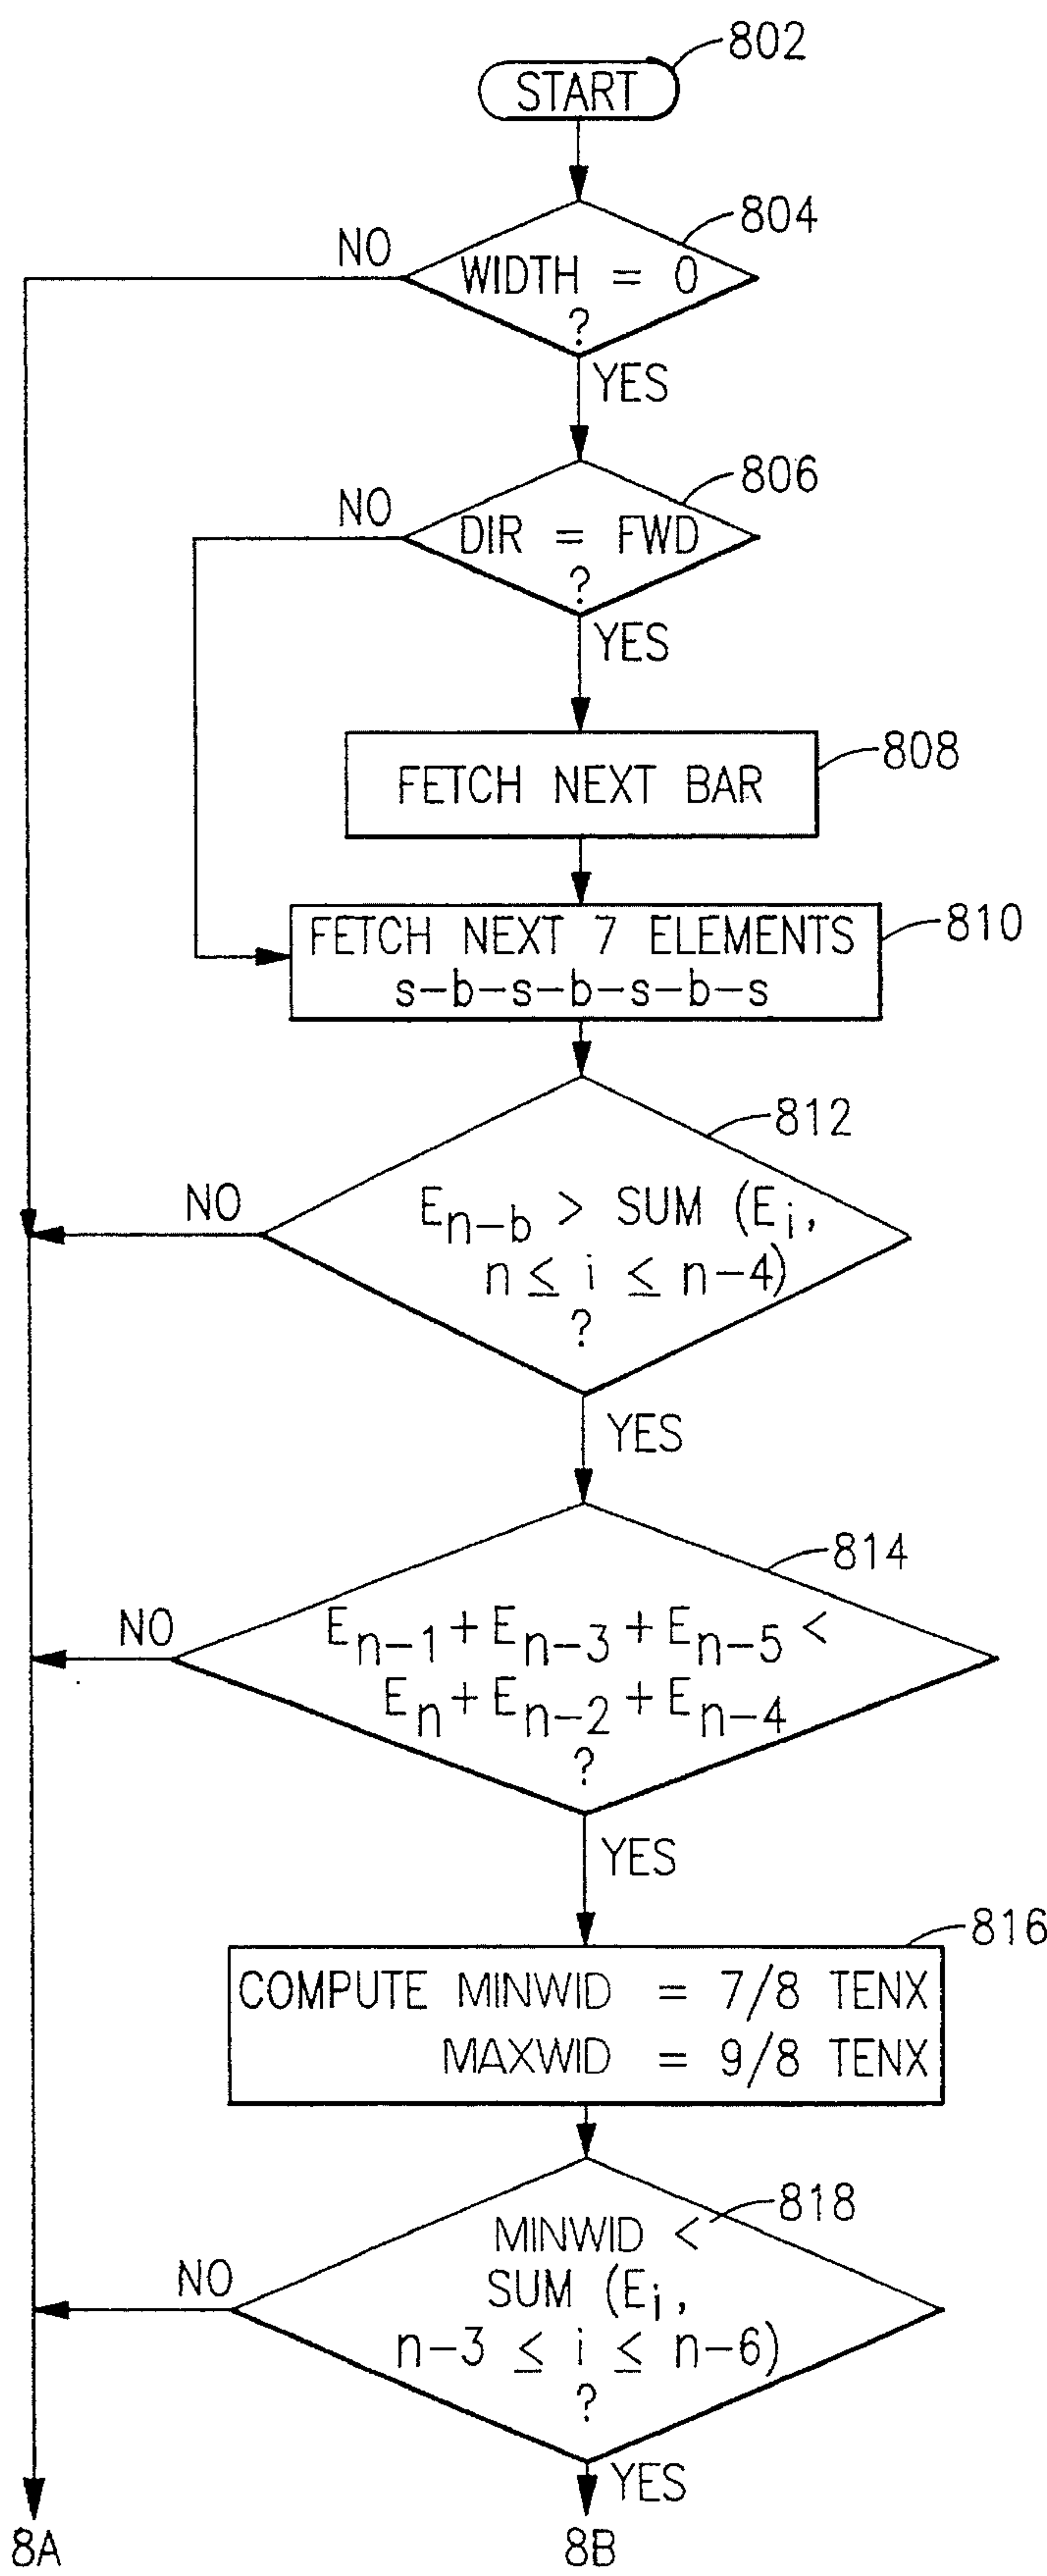 802
START
804
NO
WIDTH = 0
?
YES
806
NO
DIR = FWD
?
YES
808
FETCH NEXT BAR
810
FETCH NEXT 7 ELEMENTS
s-b-s-b-s-b-s
812
NO
En-b > SUM (Ei,
n ≤ i ≤ n-4)
?
YES
814
NO
En-1 + En-3 + En-5 <
En + En-2 + En-4
?
YES
816
COMPUTE MINWID = 7/8 TENX
MAXWID = 9/8 TENX
818
MINWID <
NO
SUM (Ei,
n-3 ≤ i ≤ n-6)
?
YES
8A
8B